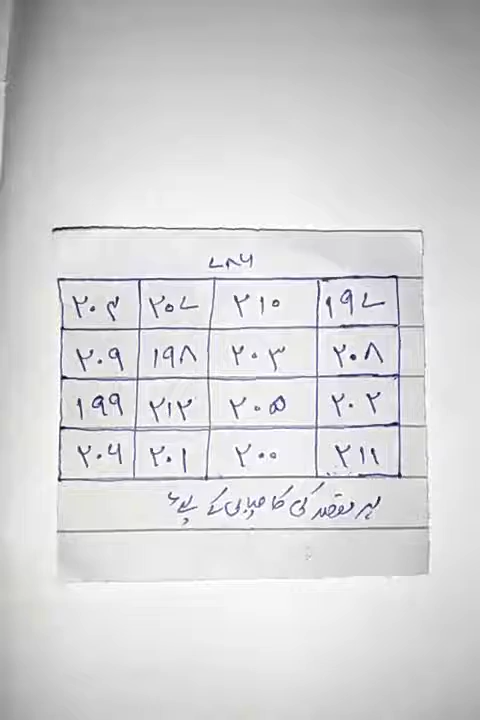 ۷۸۶
۱۹۷ ۲۱۰ ۲۰۷ ۲۰۴
۲۰۸ ۲۰۳ ۱۹۸ ۲۰۹
۲۰۲ ۲۰۵ ۲۱۲ ۱۹۹
۲۱۱ ۲۰۰ ۲۰۱ ۲۰۶
ہر مقصد کی کامیابی کے لیے